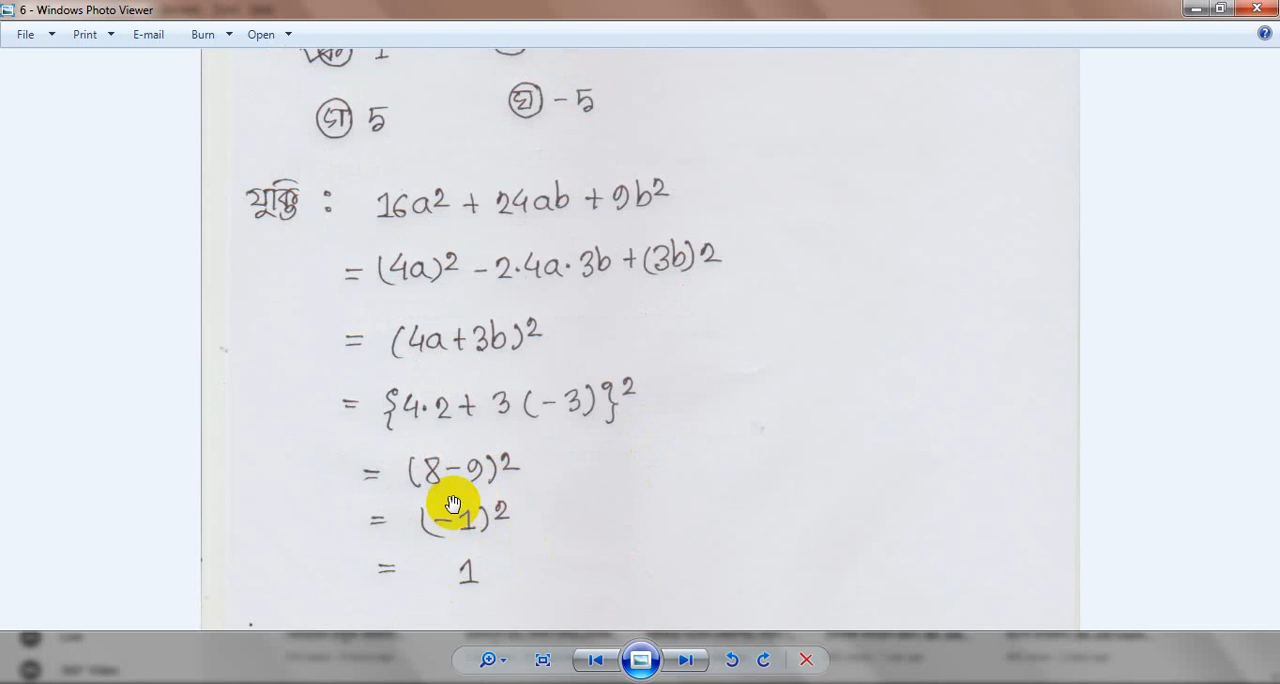 6 - Windows Photo Viewer
File Print E-mail Burn Open
1
গ 5 ঘ - 5
যুক্তি : 16a² + 24ab + 9b²
= (4a)² - 2·4a·3b + (3b)²
= (4a+3b)²
= {4·2 + 3(-3)}²
= (8-9)²
= (-1)²
= 1